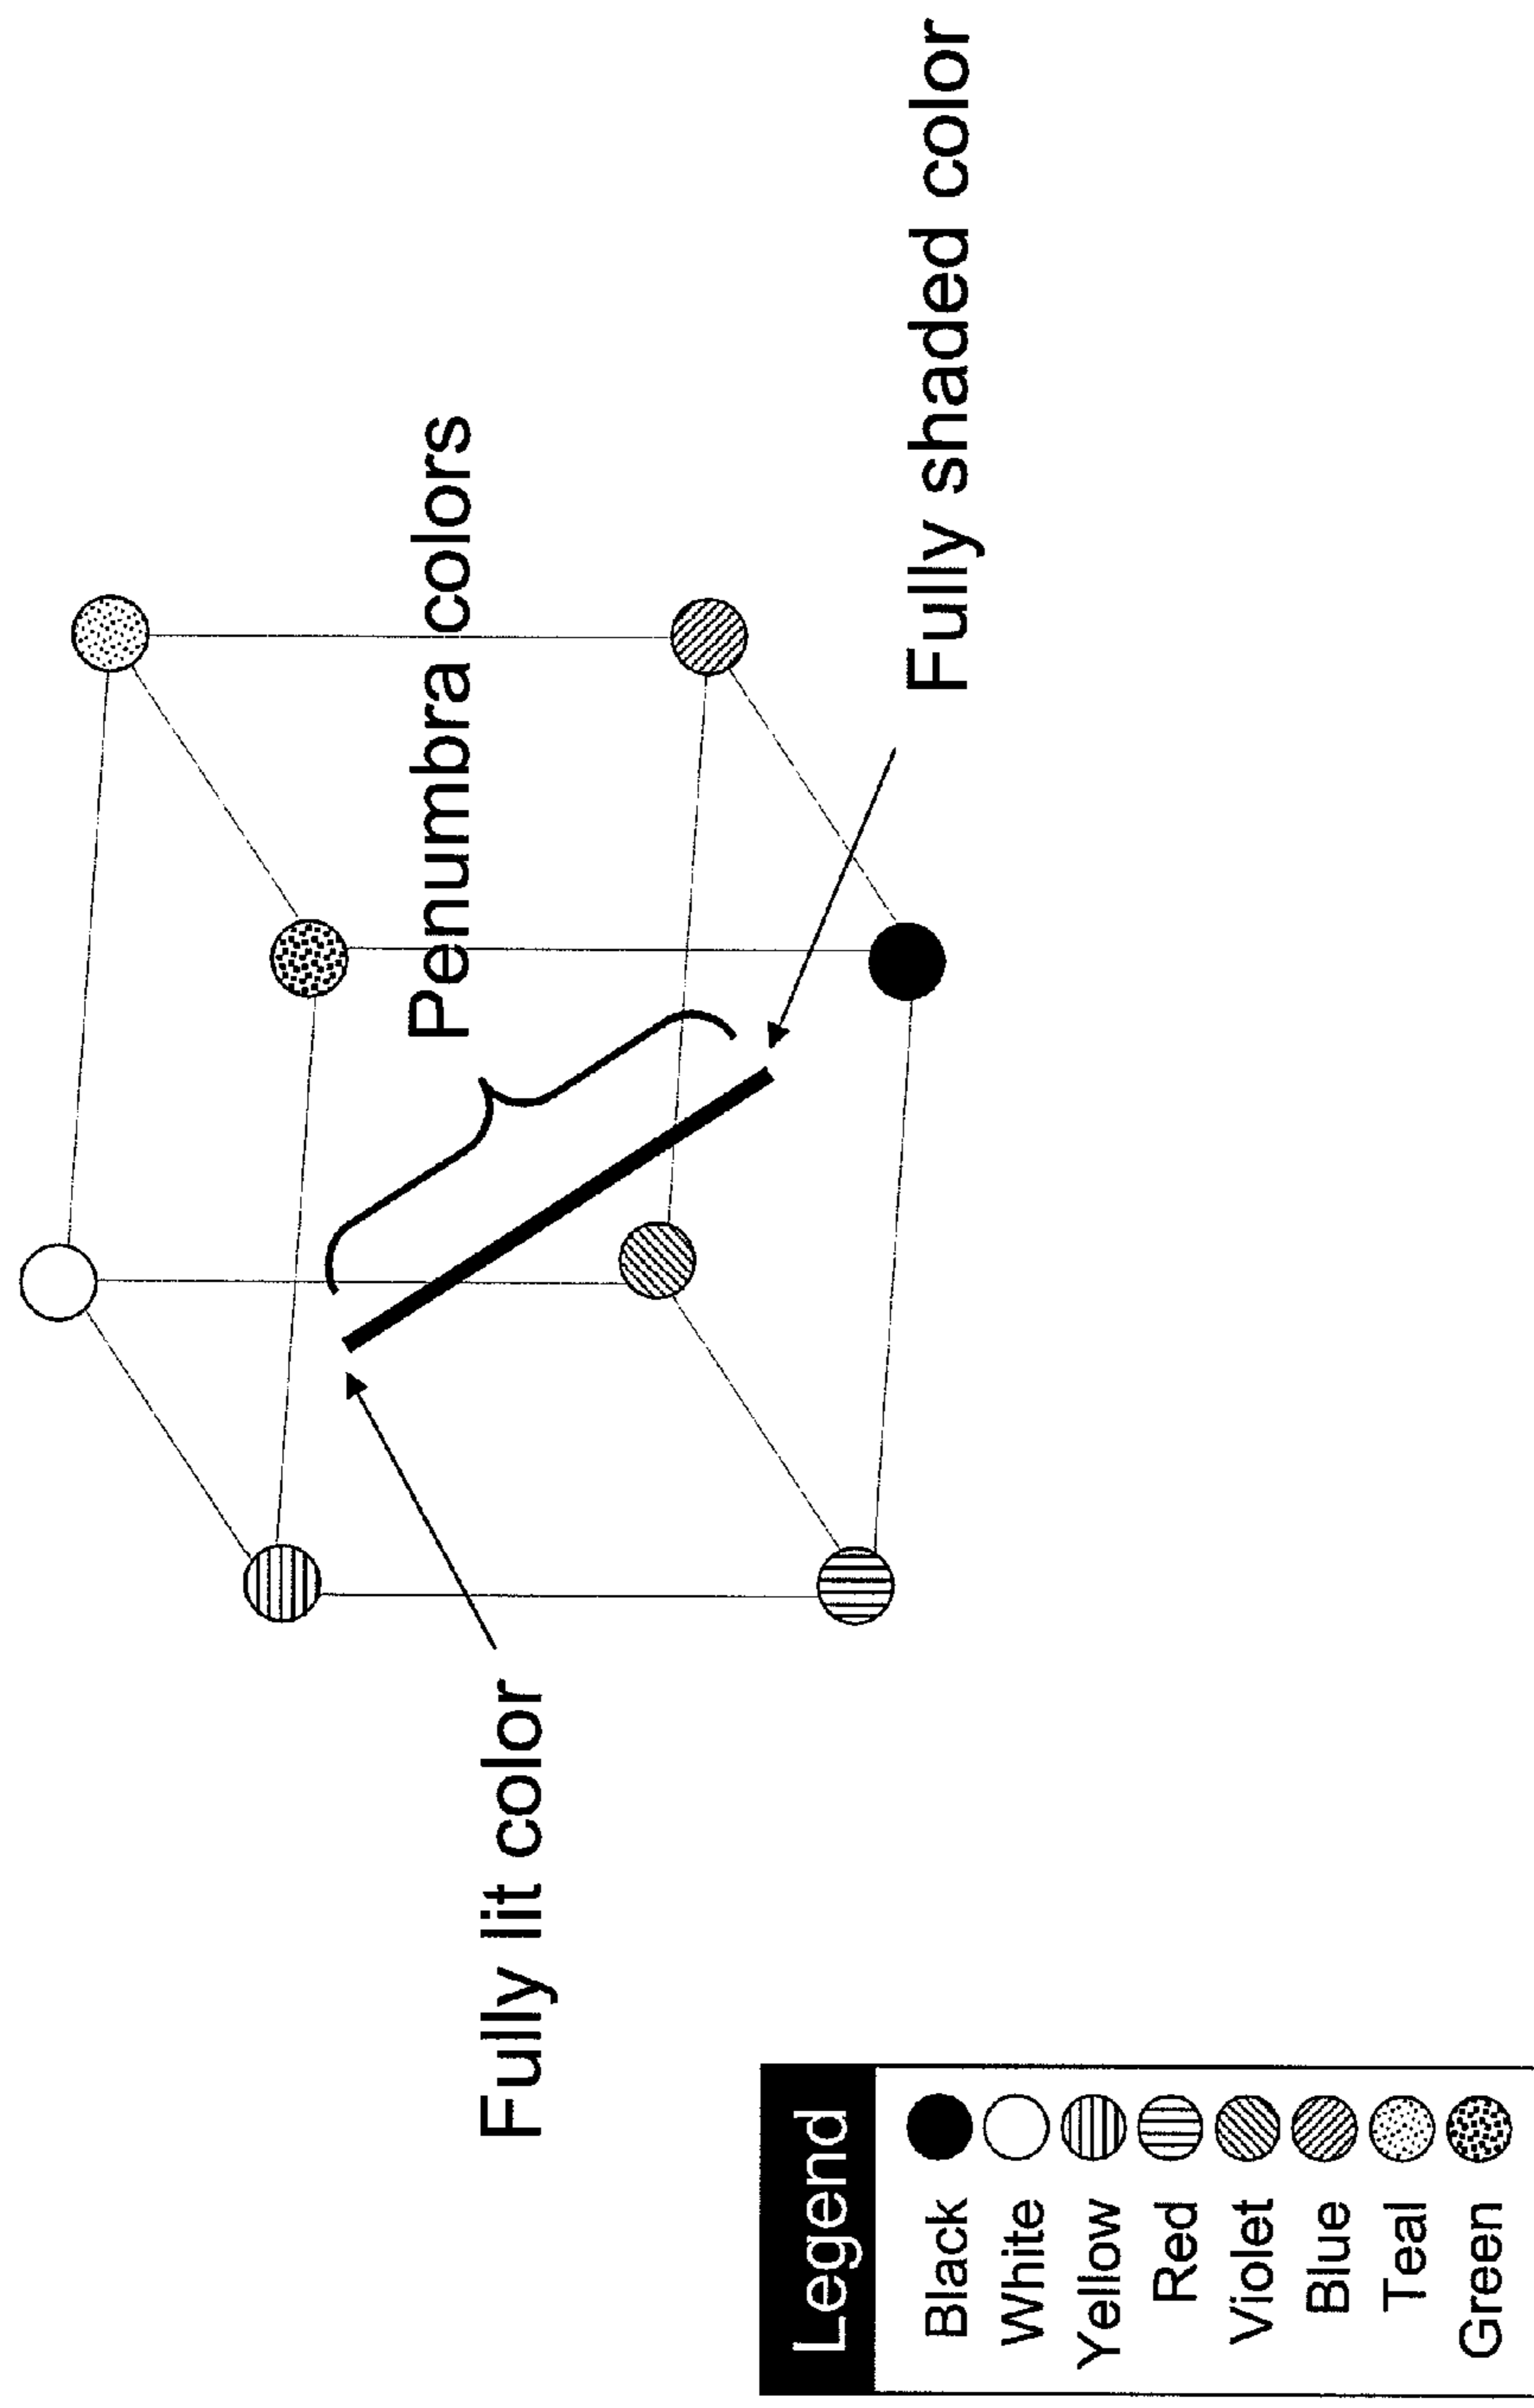 Fully lit color
Penumbra colors
Fully shaded color
Legend
Black
White
Yellow
Red
Violet
Blue
Teal
Green